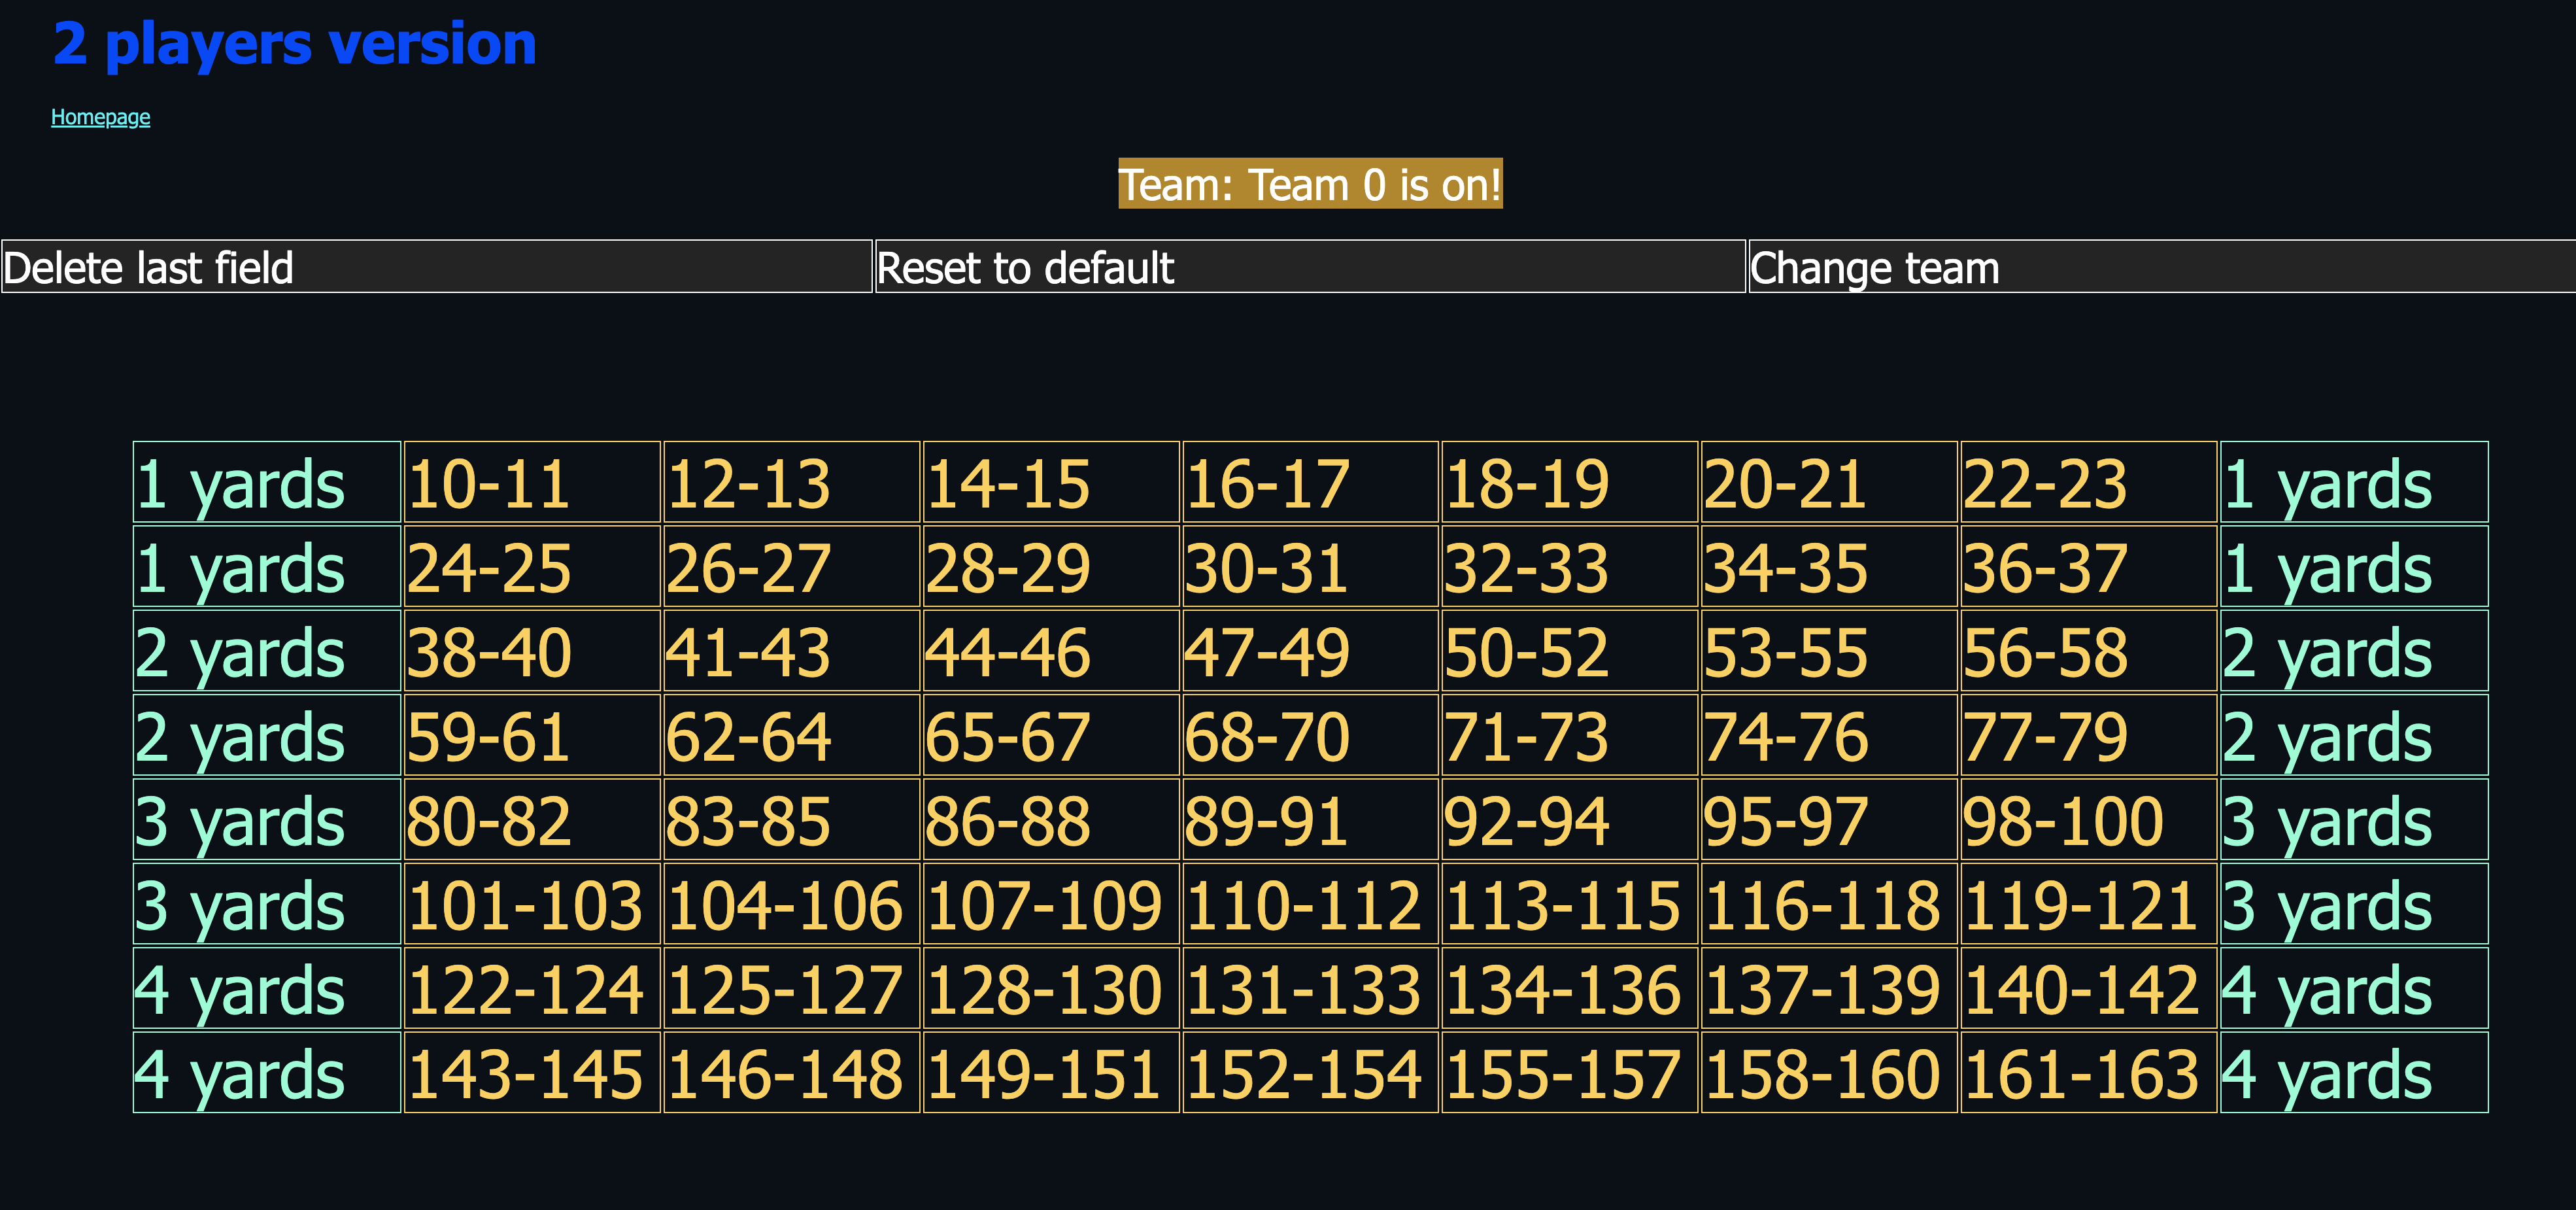 2 players version
Homepage
Team: Team 0 is on!
Delete last field Reset to default Change team
1 yards 10-11 12-13 14-15 16-17 18-19 20-21 22-23 1 yards
1 yards 24-25 26-27 28-29 30-31 32-33 34-35 36-37 1 yards
2 yards 38-40 41-43 44-46 47-49 50-52 53-55 56-58 2 yards
2 yards 59-61 62-64 65-67 68-70 71-73 74-76 77-79 2 yards
3 yards 80-82 83-85 86-88 89-91 92-94 95-97 98-100 3 yards
3 yards 101-103 104-106 107-109 110-112 113-115 116-118 119-121 3 yards
4 yards 122-124 125-127 128-130 131-133 134-136 137-139 140-142 4 yards
4 yards 143-145 146-148 149-151 152-154 155-157 158-160 161-163 4 yards